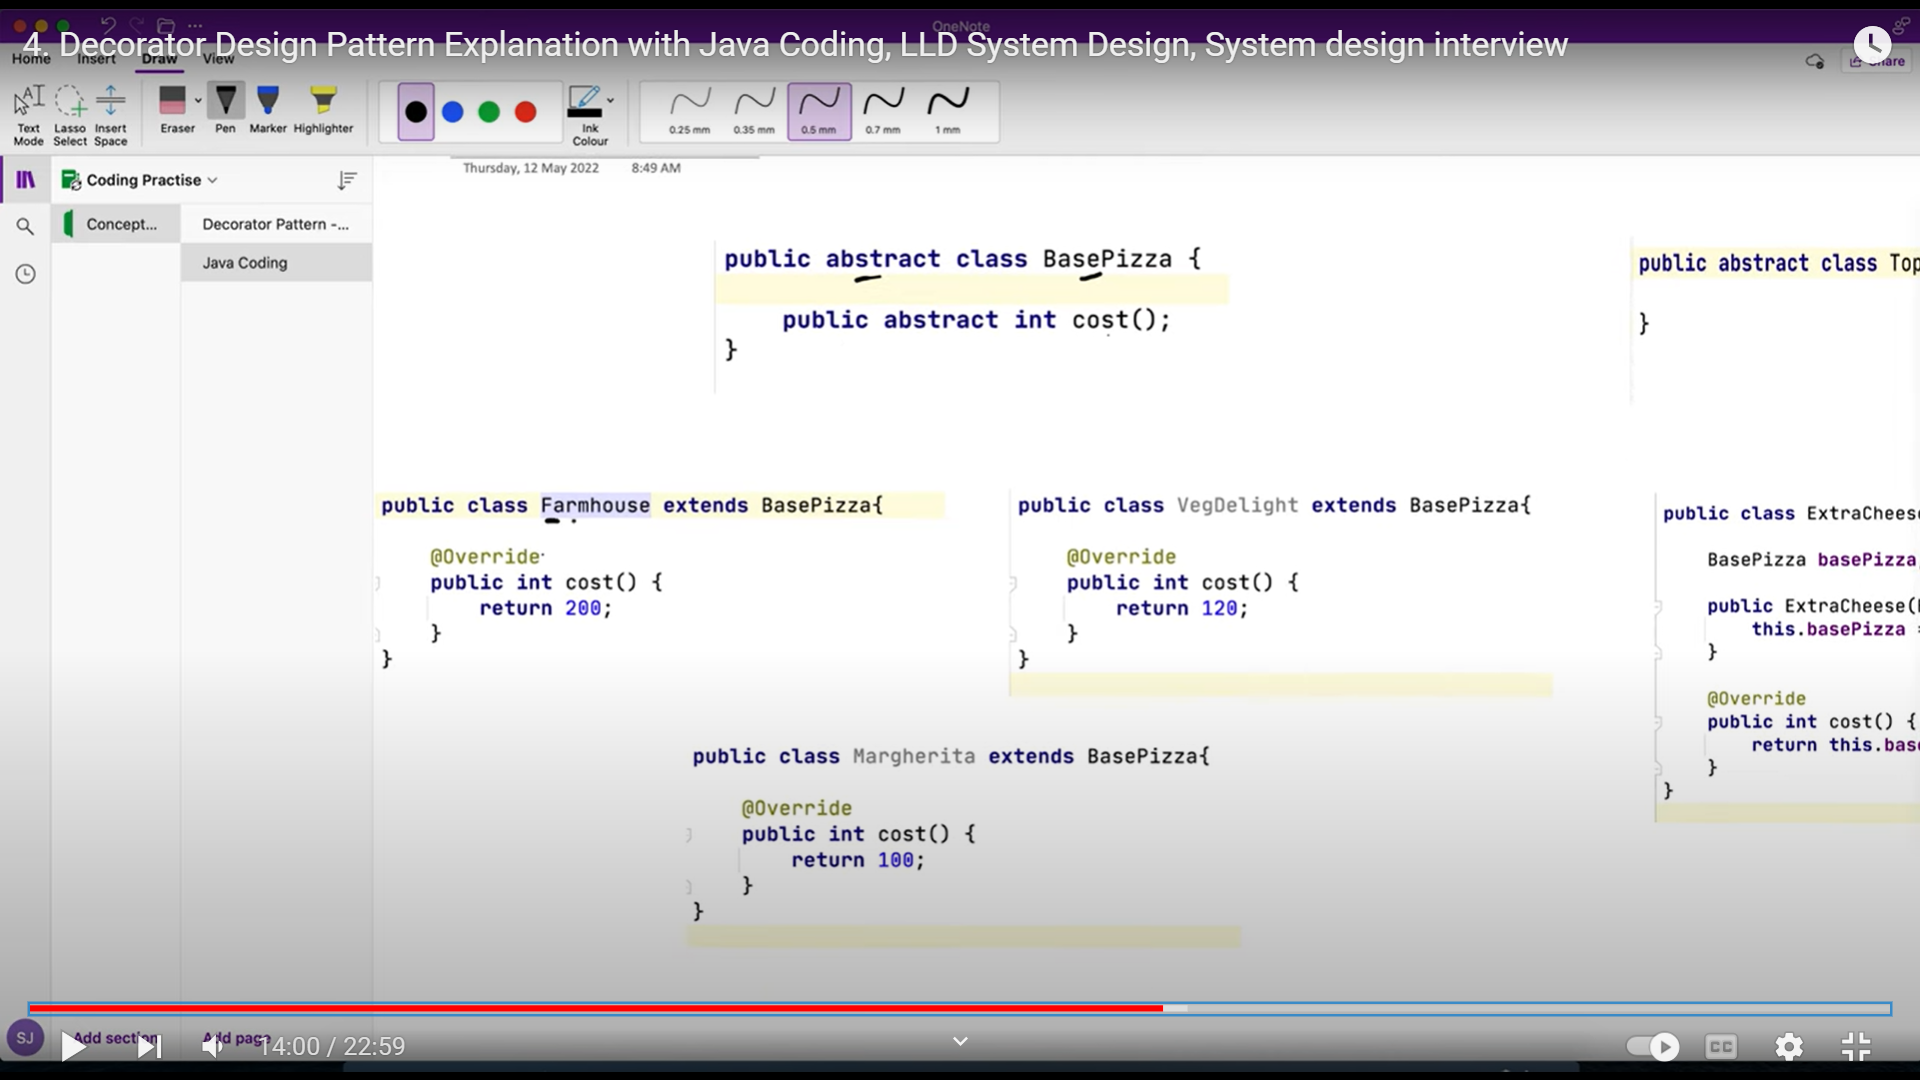 OneNote
4. Decorator Design Pattern Explanation with Java Coding, LLD System Design, System design interview
Home Insert Draw View
Share
Text Mode
Lasso Select
Insert Space
Eraser
Pen
Marker
Highlighter
Ink Colour
0.25 mm
0.35 mm
0.5 mm
0.7 mm
1 mm
Coding Practise
Concept...
Decorator Pattern -...
Java Coding
Thursday, 12 May 2022 8:49 AM
public abstract class BasePizza {
public abstract int cost();
}
public abstract class Top
}
public class Farmhouse extends BasePizza{
@Override
public int cost() {
return 200;
}
}
public class VegDelight extends BasePizza{
@Override
public int cost() {
return 120;
}
}
public class ExtraCheese
BasePizza basePizza
public ExtraCheese(
this.basePizza =
}
@Override
public int cost() {
return this.base
}
}
public class Margherita extends BasePizza{
@Override
public int cost() {
return 100;
}
}
SJ
Add section
Add page
14:00 / 22:59
CC